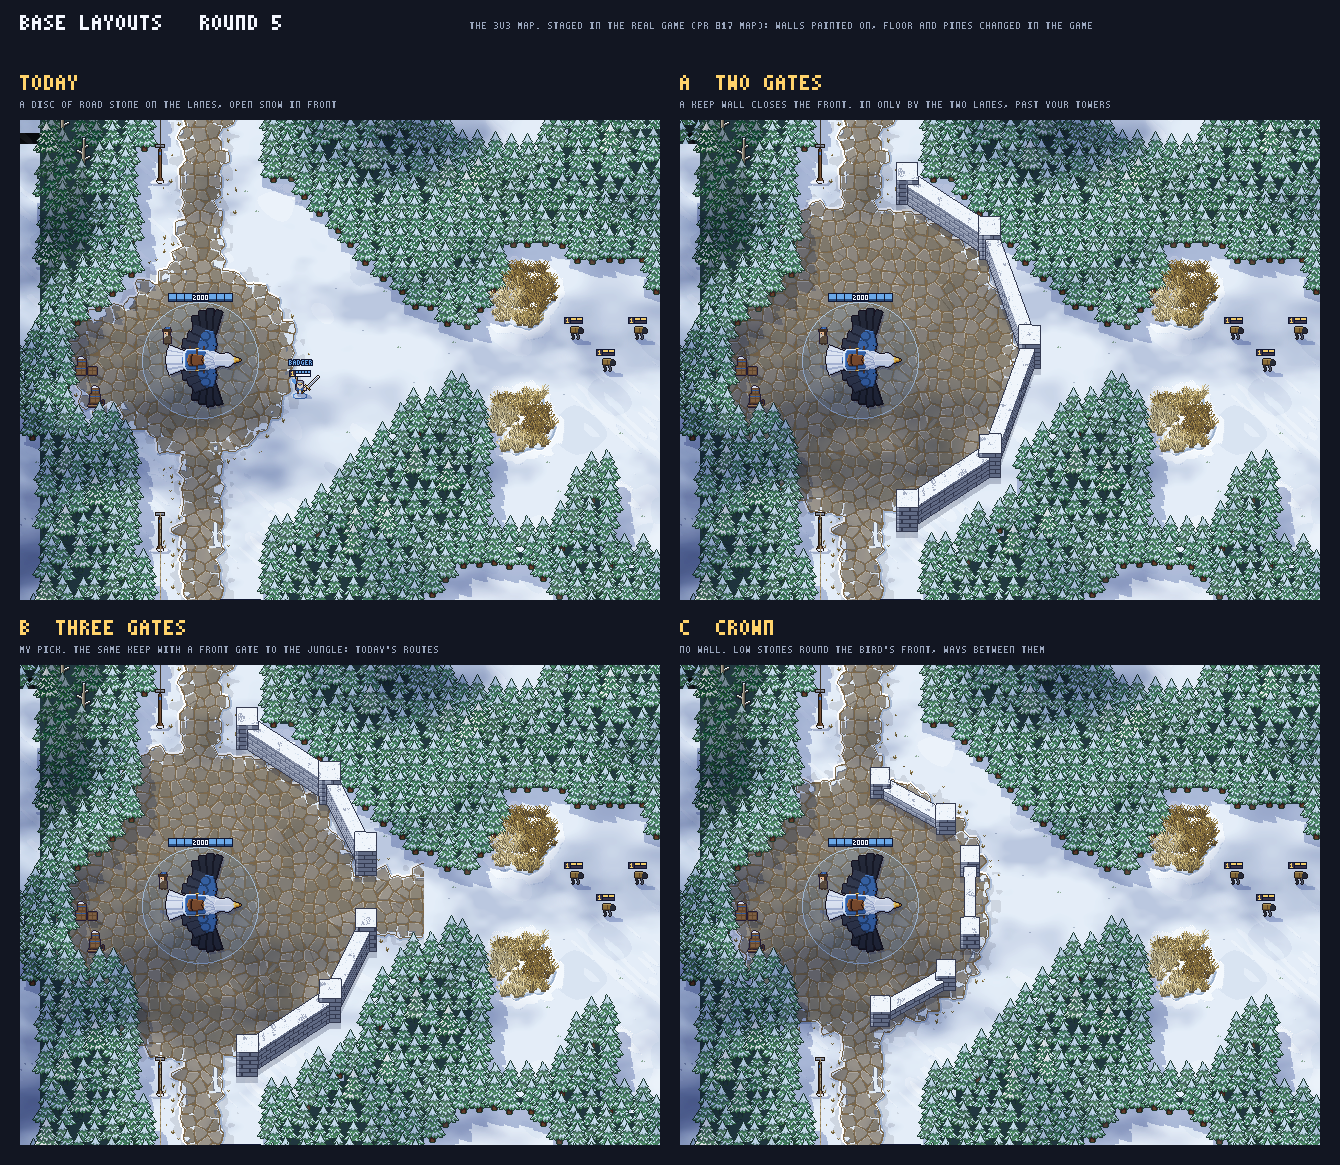 BASE LAYOUTS ROUND 5
THE 3V3 MAP. STAGED IN THE REAL GAME (PR 817 MAP): WALLS PAINTED ON, FLOOR AND PINES CHANGED IN THE GAME
TODAY
A DISC OF ROAD STONE ON THE LANES, OPEN SNOW IN FRONT
A TWO GATES
A KEEP WALL CLOSES THE FRONT. IN ONLY BY THE TWO LANES, PAST YOUR TOWERS
2000
BADGER
2000
B THREE GATES
MY PICK. THE SAME KEEP WITH A FRONT GATE TO THE JUNGLE: TODAY'S ROUTES
C CROWN
NO WALL. LOW STONES ROUND THE BIRD'S FRONT, WAYS BETWEEN THEM
2000
2000